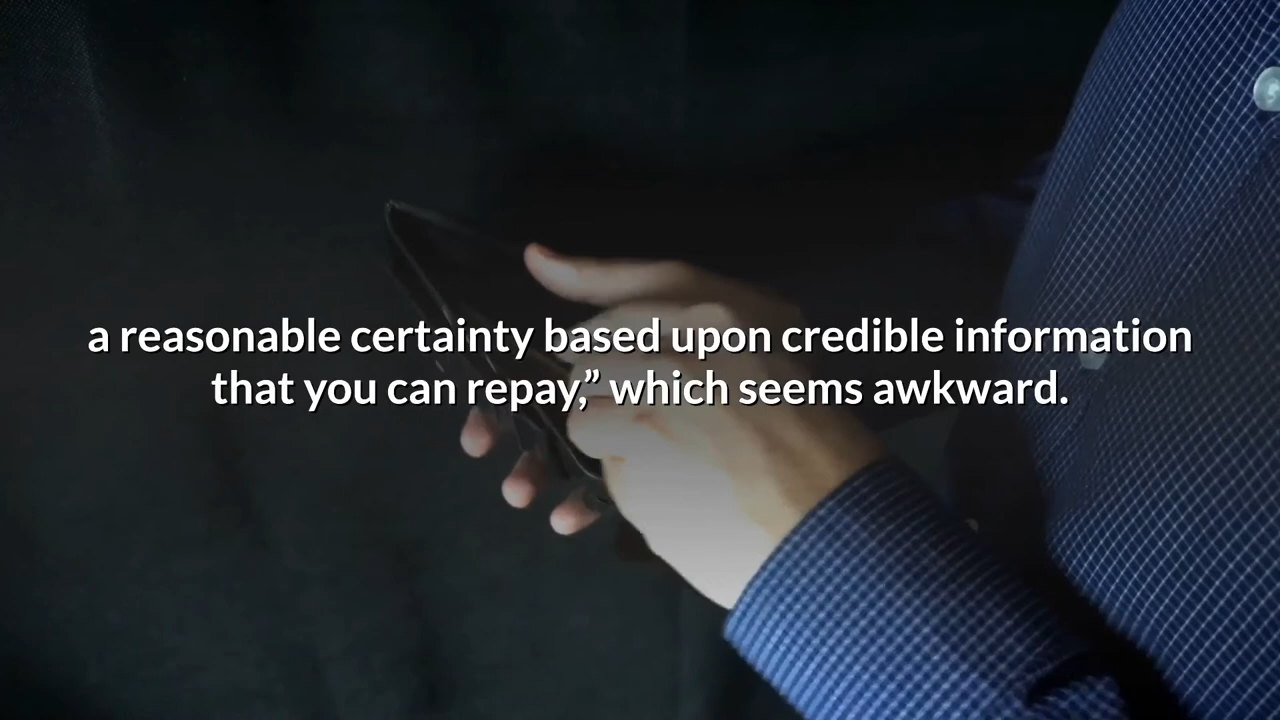 a reasonable certainty based upon credible information
that you can repay,” which seems awkward.